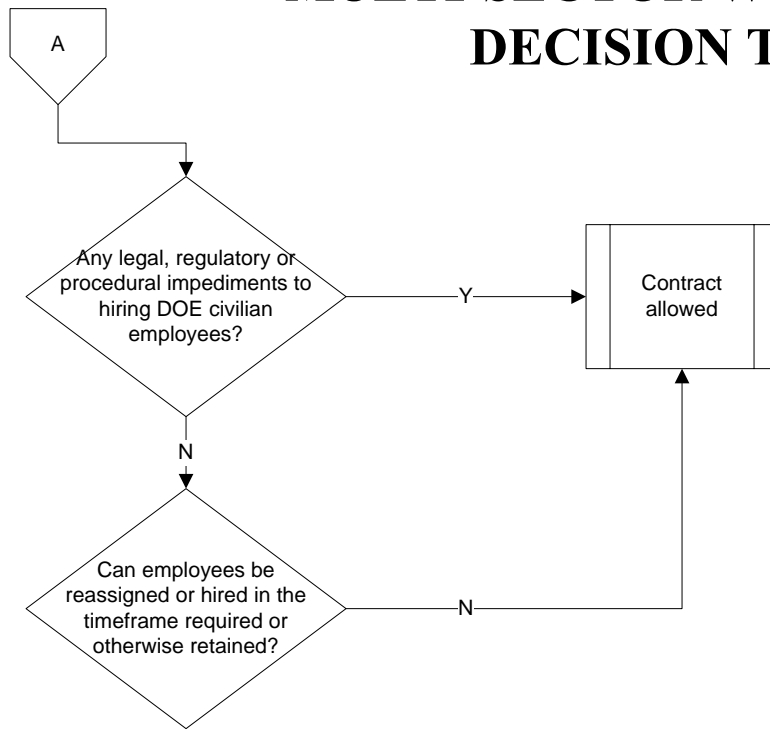 DECISION
A
Any legal, regulatory or
procedural impediments to
hiring DOE civilian
employees?
Y
Contract
allowed
N
Can employees be
reassigned or hired in the
timeframe required or
otherwise retained?
N